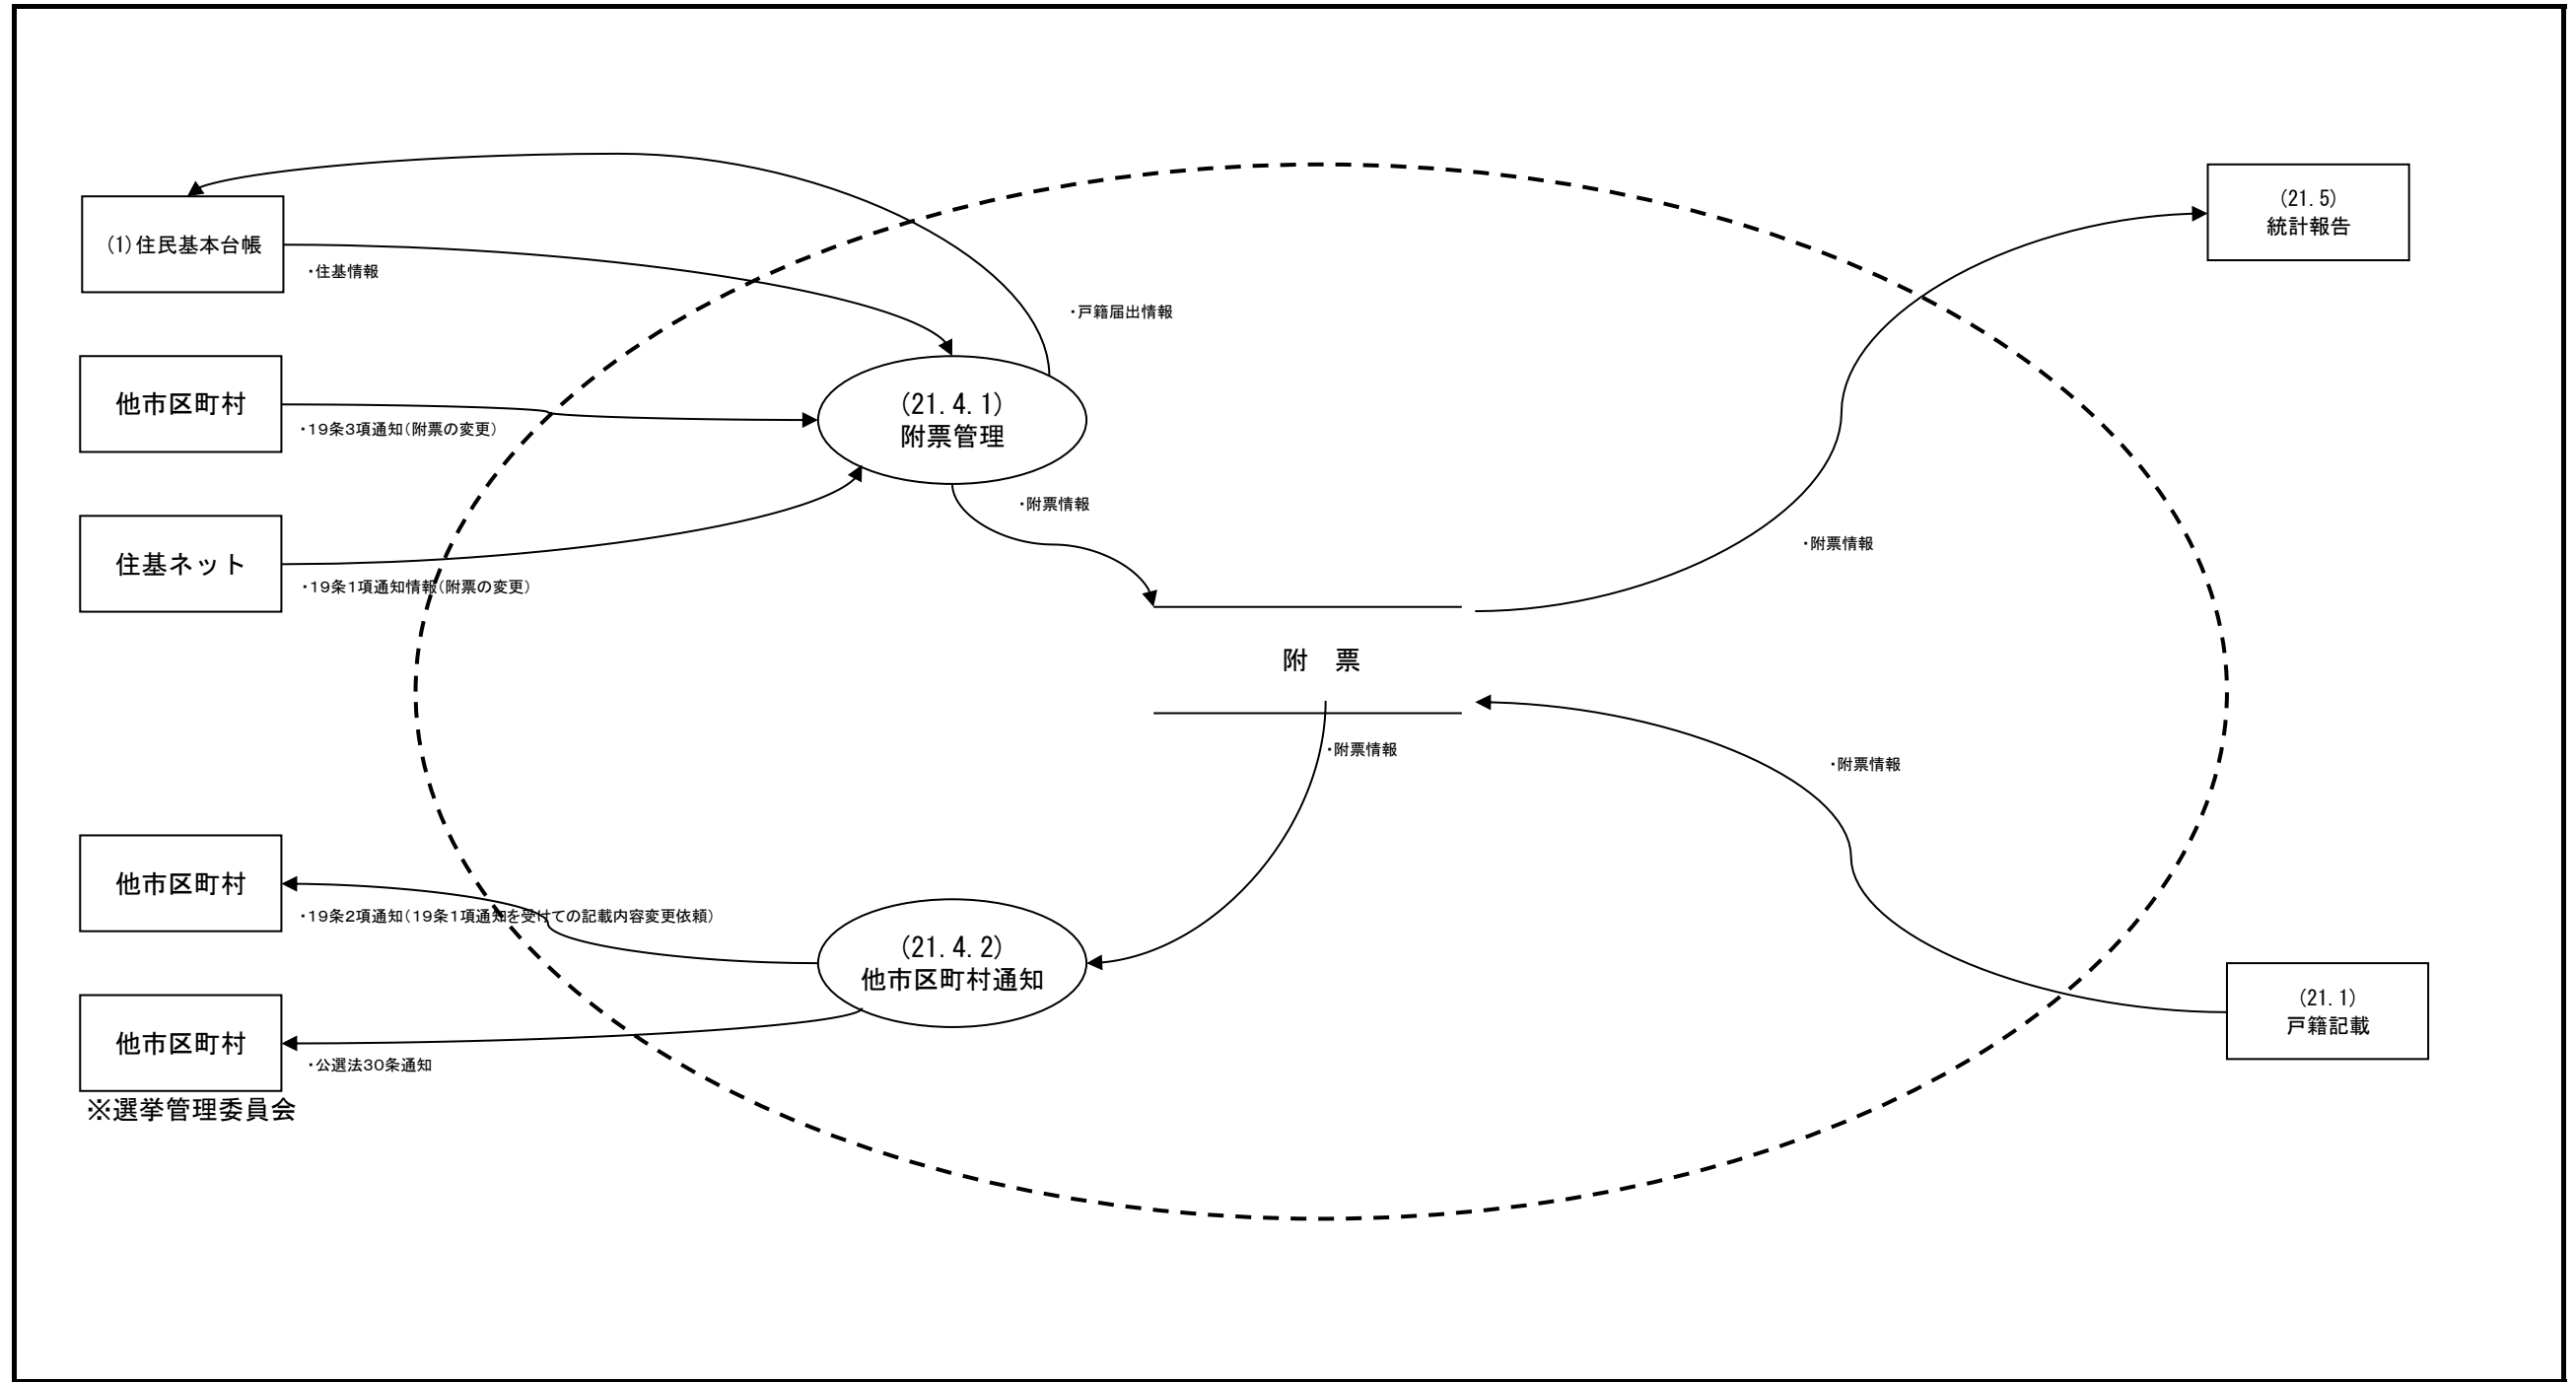 (21.5)
統計報告
(1)住民基本台帳
・住基情報
・戸籍届出情報
他市区町村
・19条3項通知(附票の変更)
(21.4.1)
附票管理
・附票情報
住基ネット
・19条1項通知情報(附票の変更)
・附票情報
附　票
・附票情報
・附票情報
他市区町村
・19条2項通知(19条1項通知を受けての記載内容変更依頼)
(21.4.2)
他市区町村通知
(21.1)
戸籍記載
他市区町村
・公選法30条通知
※選挙管理委員会